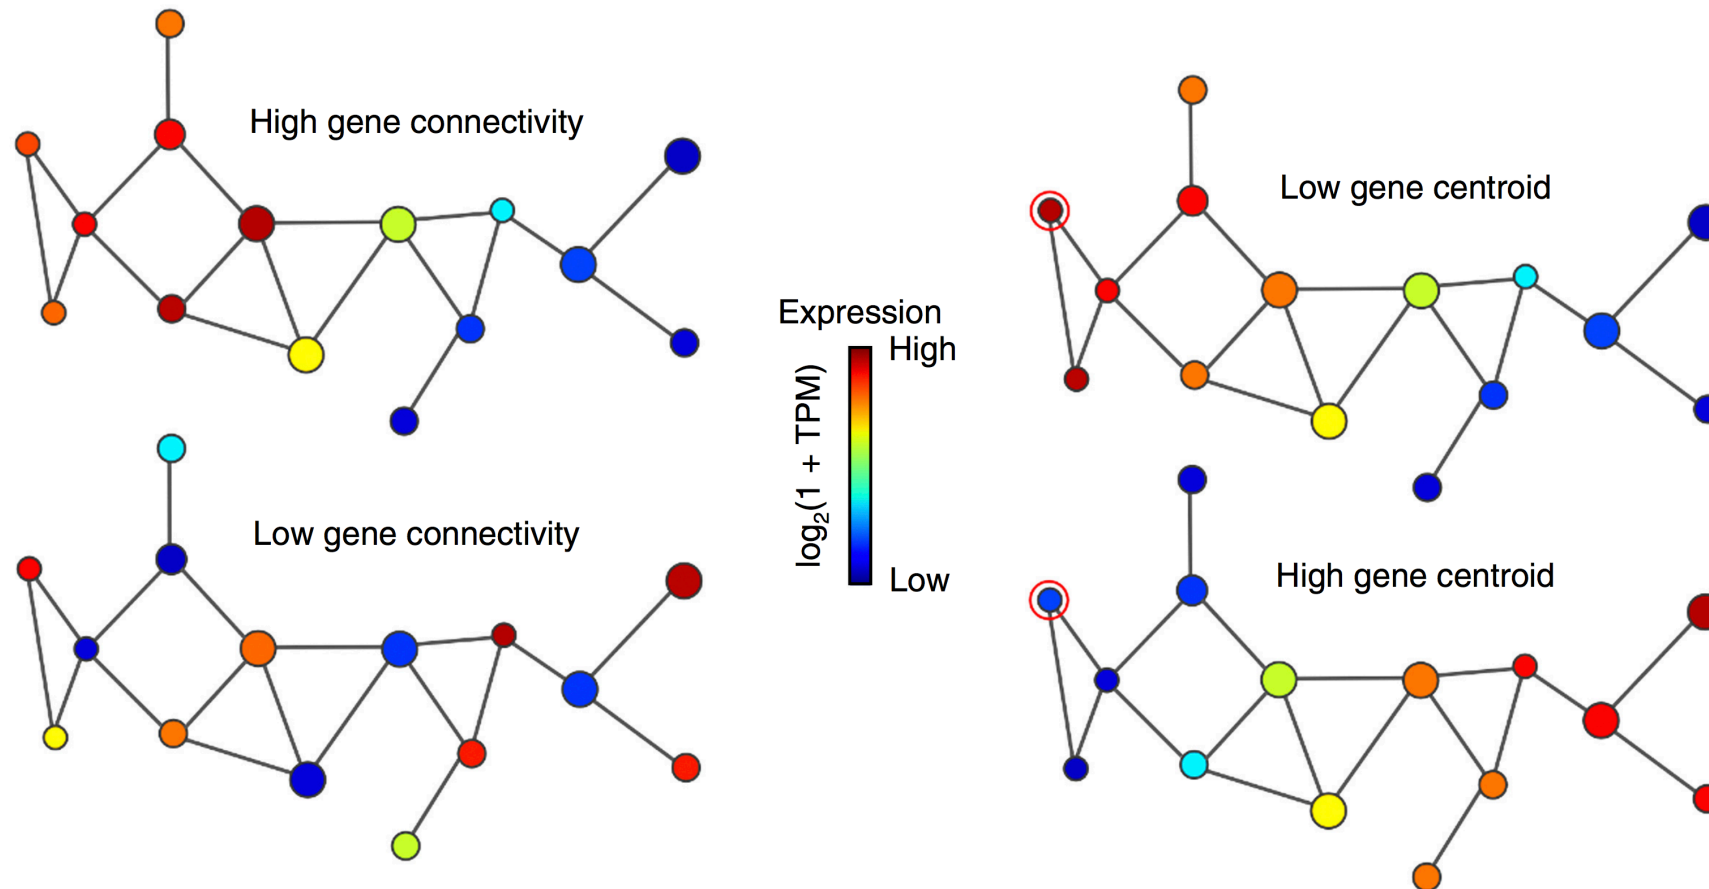 High gene connectivity
Low gene centroid
Expression
High
log₂(1 + TPM)
Low
Low gene connectivity
High gene centroid